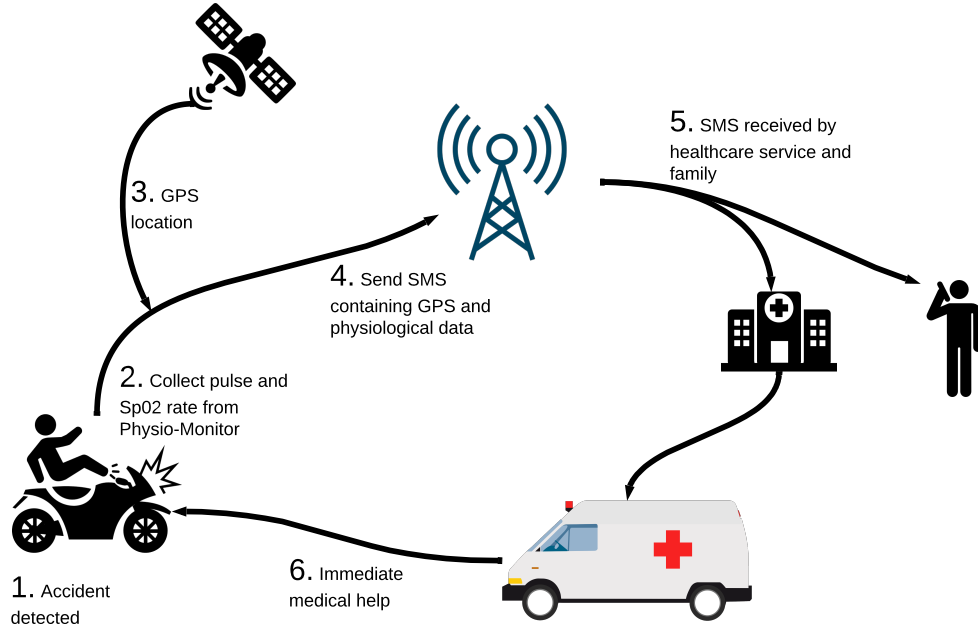 3. GPS
location
5. SMS received by
healthcare service and
family
4. Send SMS
containing GPS and
physiological data
2. Collect pulse and
Sp02 rate from
Physio-Monitor
6. Immediate
medical help
1. Accident
detected